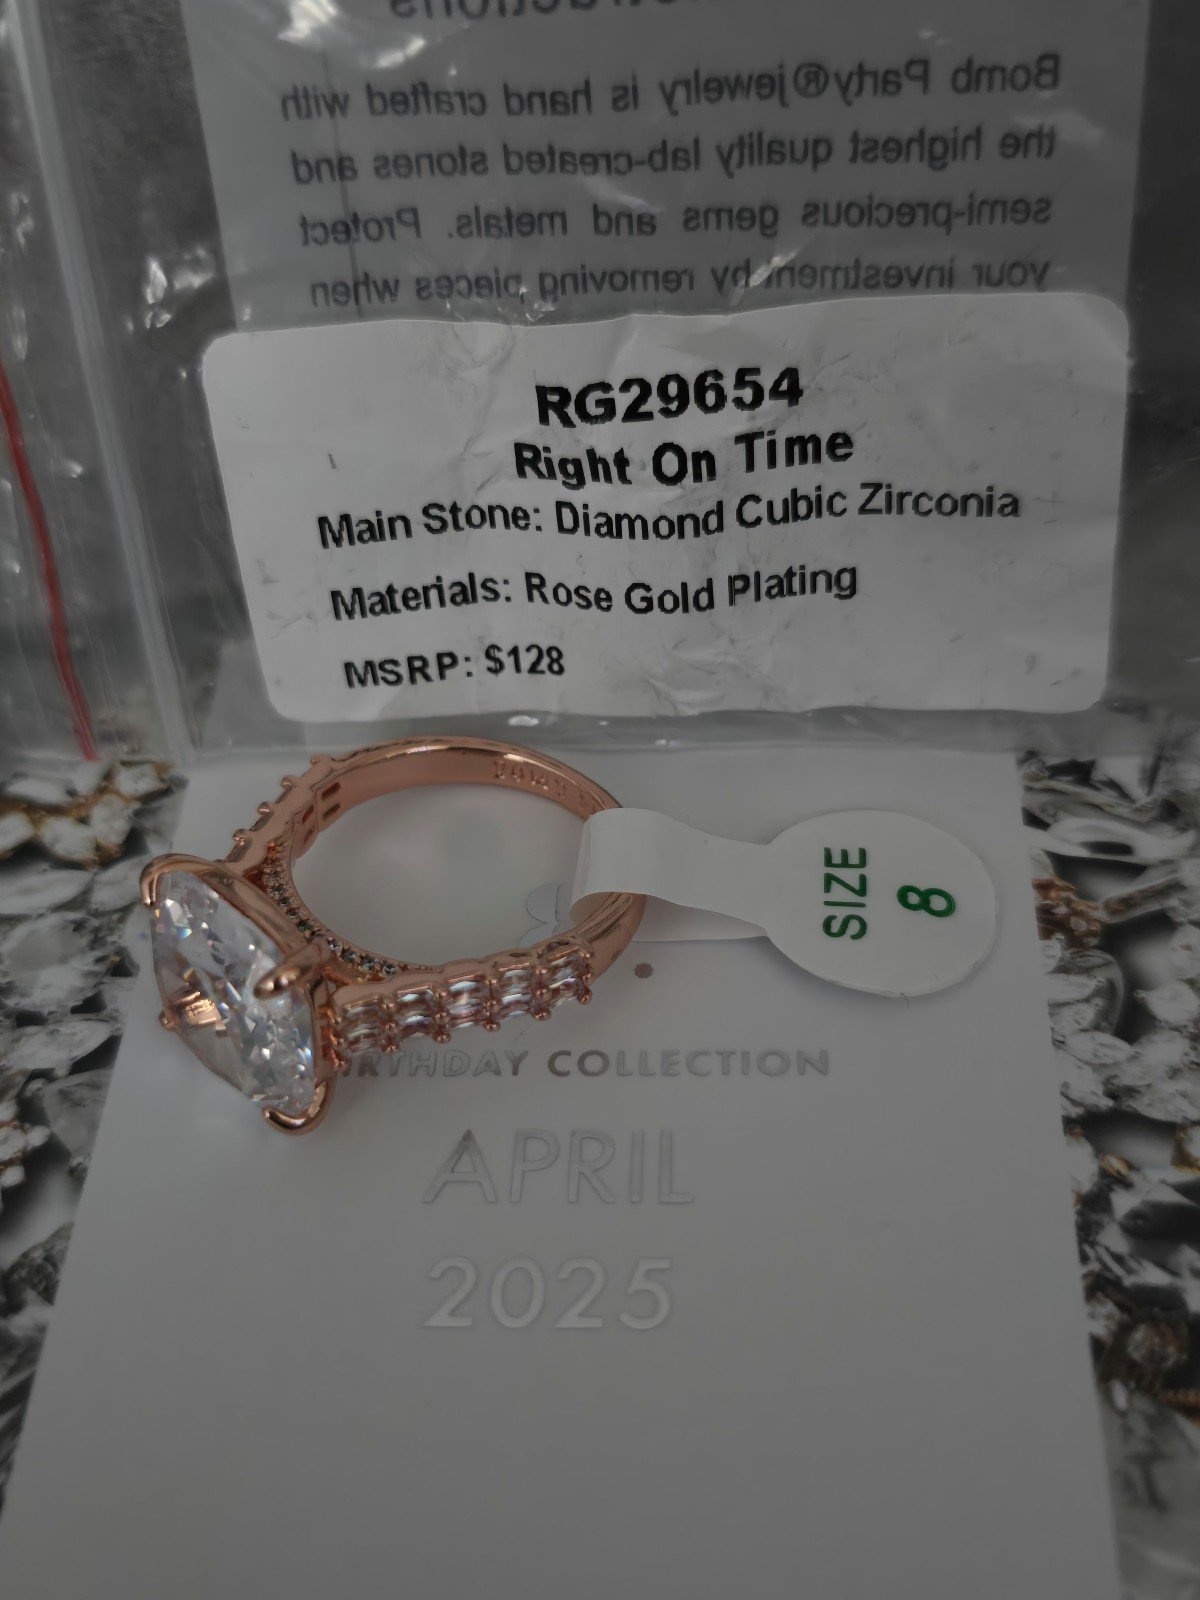 Bomb Party®jewelry is hand crafted with
the highest quality lab-created stones and
semi-precious gems and metals. Protect
your investment by removing pieces when
RG29654
Right On Time
Main Stone: Diamond Cubic Zirconia
Materials: Rose Gold Plating
MSRP: $128
SIZE
8
BIRTHDAY COLLECTION
APRIL
2025